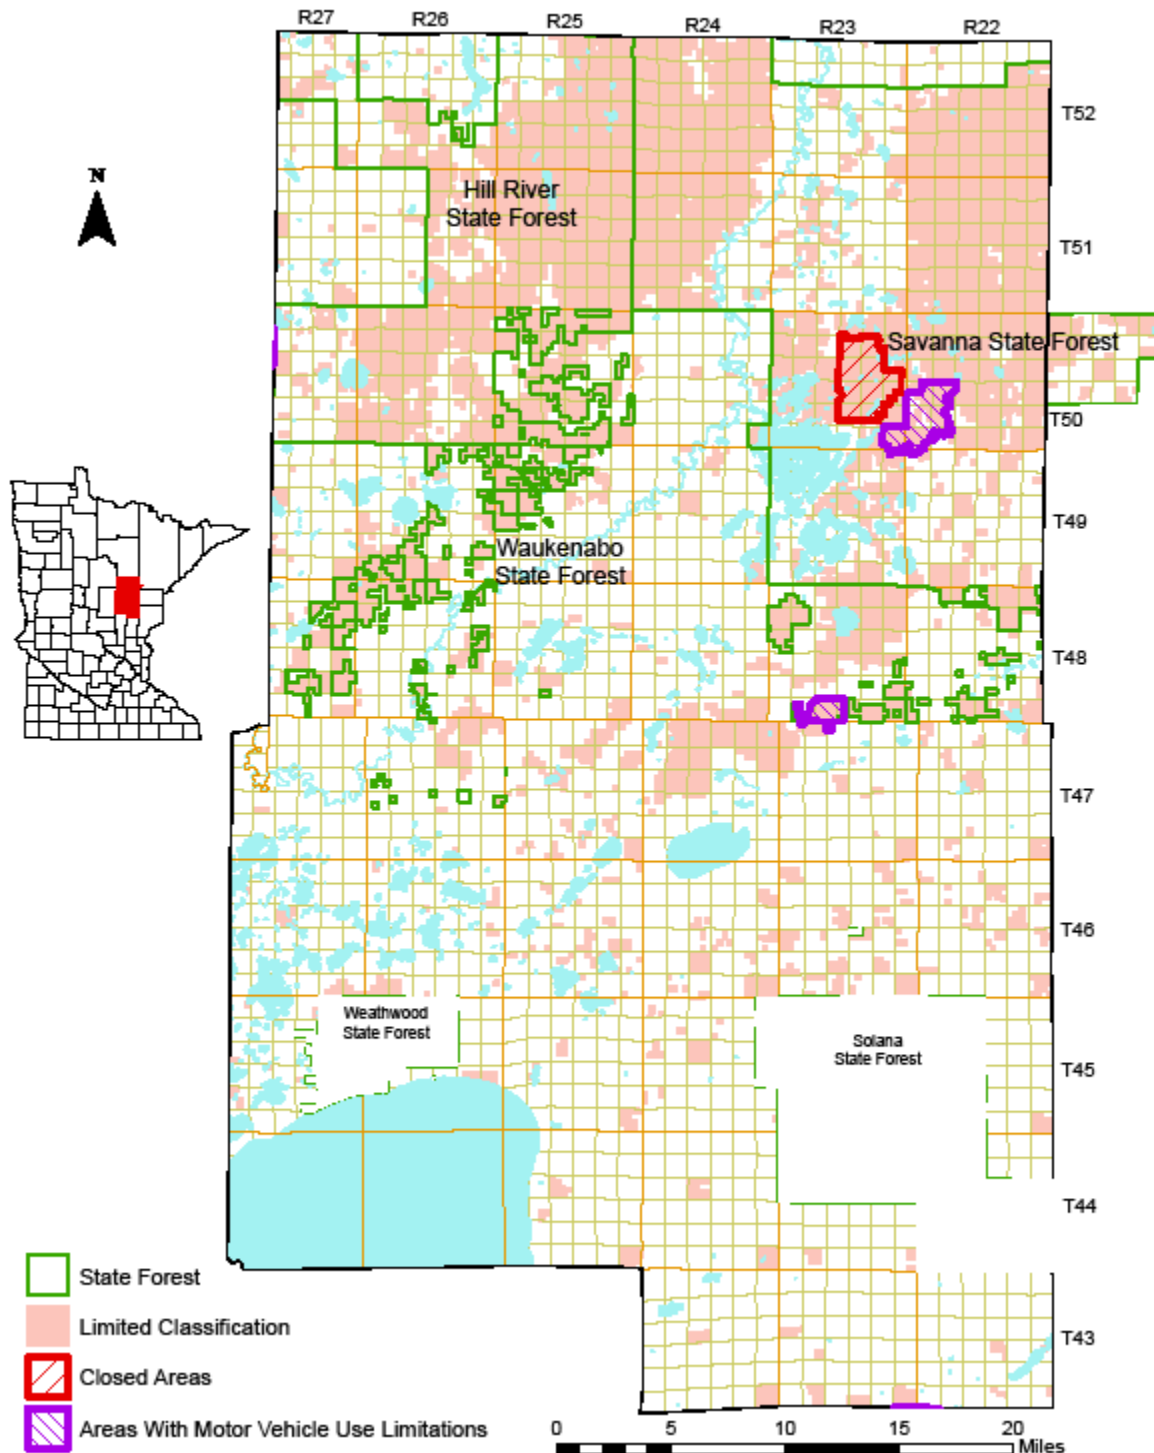 R27 R26 R25 R24 R23 R22
T52
N
Hill River
State Forest
T51
Savanna State Forest
T50
T49
Waukenabo
State Forest
T48
T47
T46
Weathwood
State Forest
Solana
State Forest
T45
T44
State Forest
Limited Classification
T43
Closed Areas
Areas With Motor Vehicle Use Limitations
0 5 10 15 20
Miles